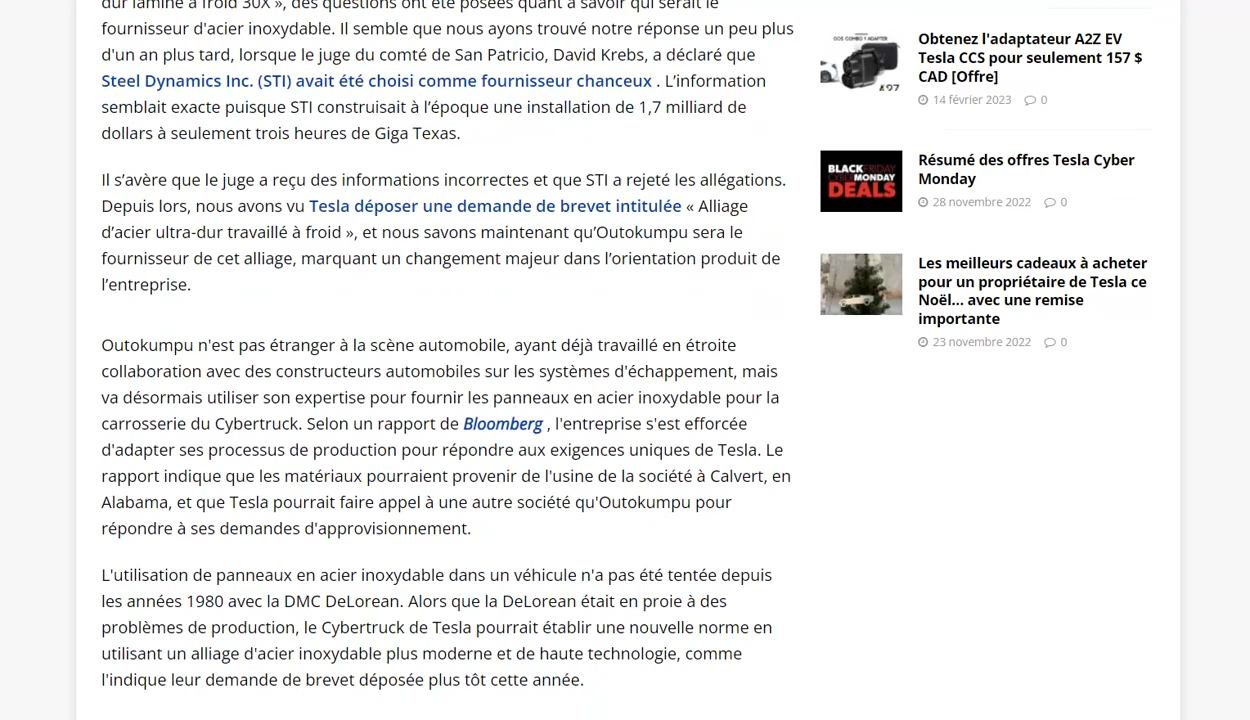 dur laminé à froid 30X », des questions ont été posées quant à savoir qui serait le
fournisseur d'acier inoxydable. Il semble que nous ayons trouvé notre réponse un peu plus
d'un an plus tard, lorsque le juge du comté de San Patricio, David Krebs, a déclaré que
Steel Dynamics Inc. (STI) avait été choisi comme fournisseur chanceux . L’information
semblait exacte puisque STI construisait à l’époque une installation de 1,7 milliard de
dollars à seulement trois heures de Giga Texas.
Il s’avère que le juge a reçu des informations incorrectes et que STI a rejeté les allégations.
Depuis lors, nous avons vu Tesla déposer une demande de brevet intitulée « Alliage
d’acier ultra-dur travaillé à froid », et nous savons maintenant qu’Outokumpu sera le
fournisseur de cet alliage, marquant un changement majeur dans l’orientation produit de
l’entreprise.
Outokumpu n'est pas étranger à la scène automobile, ayant déjà travaillé en étroite
collaboration avec des constructeurs automobiles sur les systèmes d'échappement, mais
va désormais utiliser son expertise pour fournir les panneaux en acier inoxydable pour la
carrosserie du Cybertruck. Selon un rapport de Bloomberg , l'entreprise s'est efforcée
d'adapter ses processus de production pour répondre aux exigences uniques de Tesla. Le
rapport indique que les matériaux pourraient provenir de l'usine de la société à Calvert, en
Alabama, et que Tesla pourrait faire appel à une autre société qu'Outokumpu pour
répondre à ses demandes d'approvisionnement.
L'utilisation de panneaux en acier inoxydable dans un véhicule n'a pas été tentée depuis
les années 1980 avec la DMC DeLorean. Alors que la DeLorean était en proie à des
problèmes de production, le Cybertruck de Tesla pourrait établir une nouvelle norme en
utilisant un alliage d'acier inoxydable plus moderne et de haute technologie, comme
l'indique leur demande de brevet déposée plus tôt cette année.
CCS COMBO 1 ADAPTER
A2Z
Obtenez l'adaptateur A2Z EV
Tesla CCS pour seulement 157 $
CAD [Offre]
14 février 2023 0
BLACK FRIDAY
CYBER MONDAY
DEALS
Résumé des offres Tesla Cyber
Monday
28 novembre 2022 0
Les meilleurs cadeaux à acheter
pour un propriétaire de Tesla ce
Noël... avec une remise
importante
23 novembre 2022 0